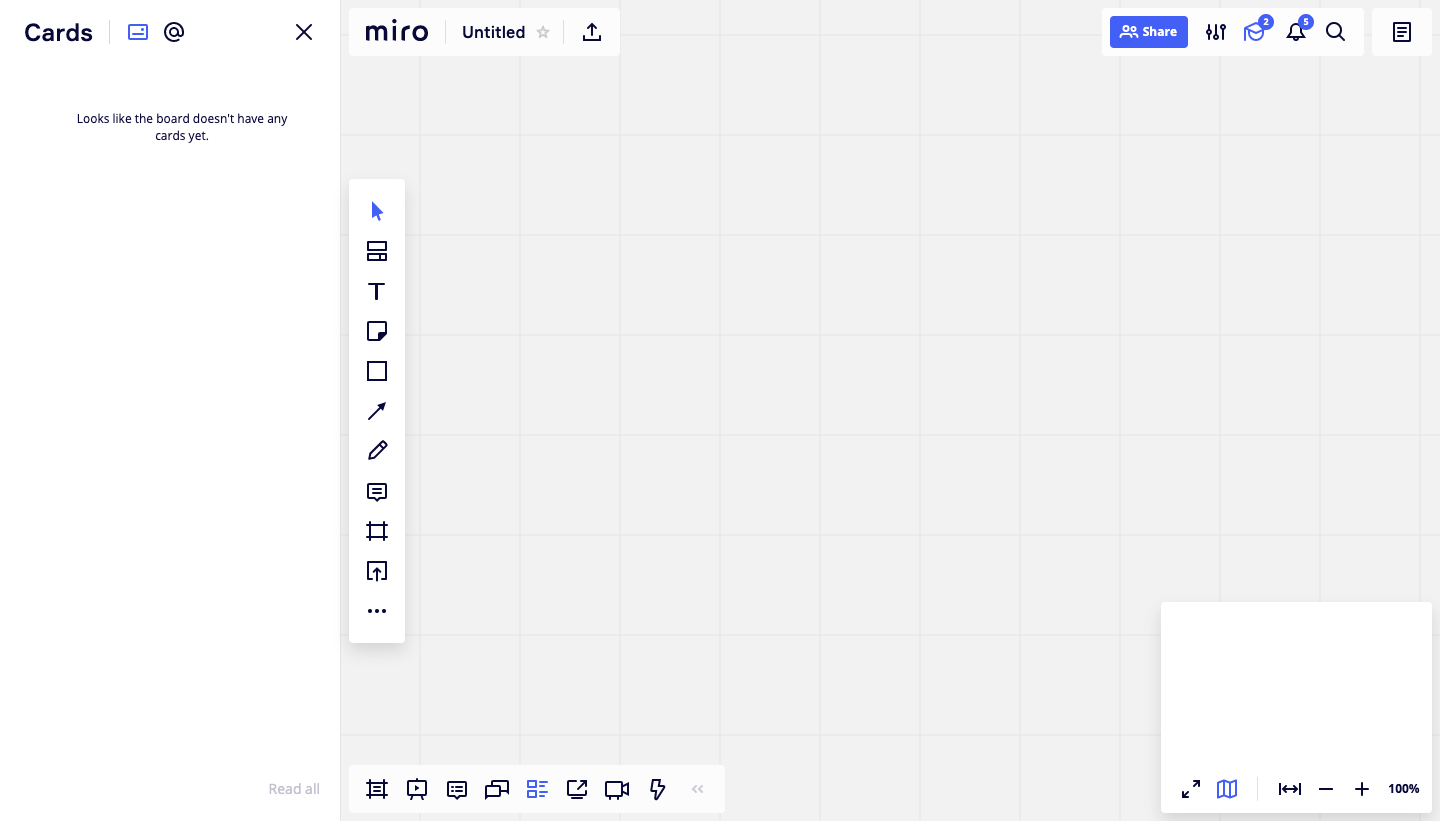 Cards
miro
Untitled
Share
2
5
Looks like the board doesn't have any
cards yet.
Read all
100%